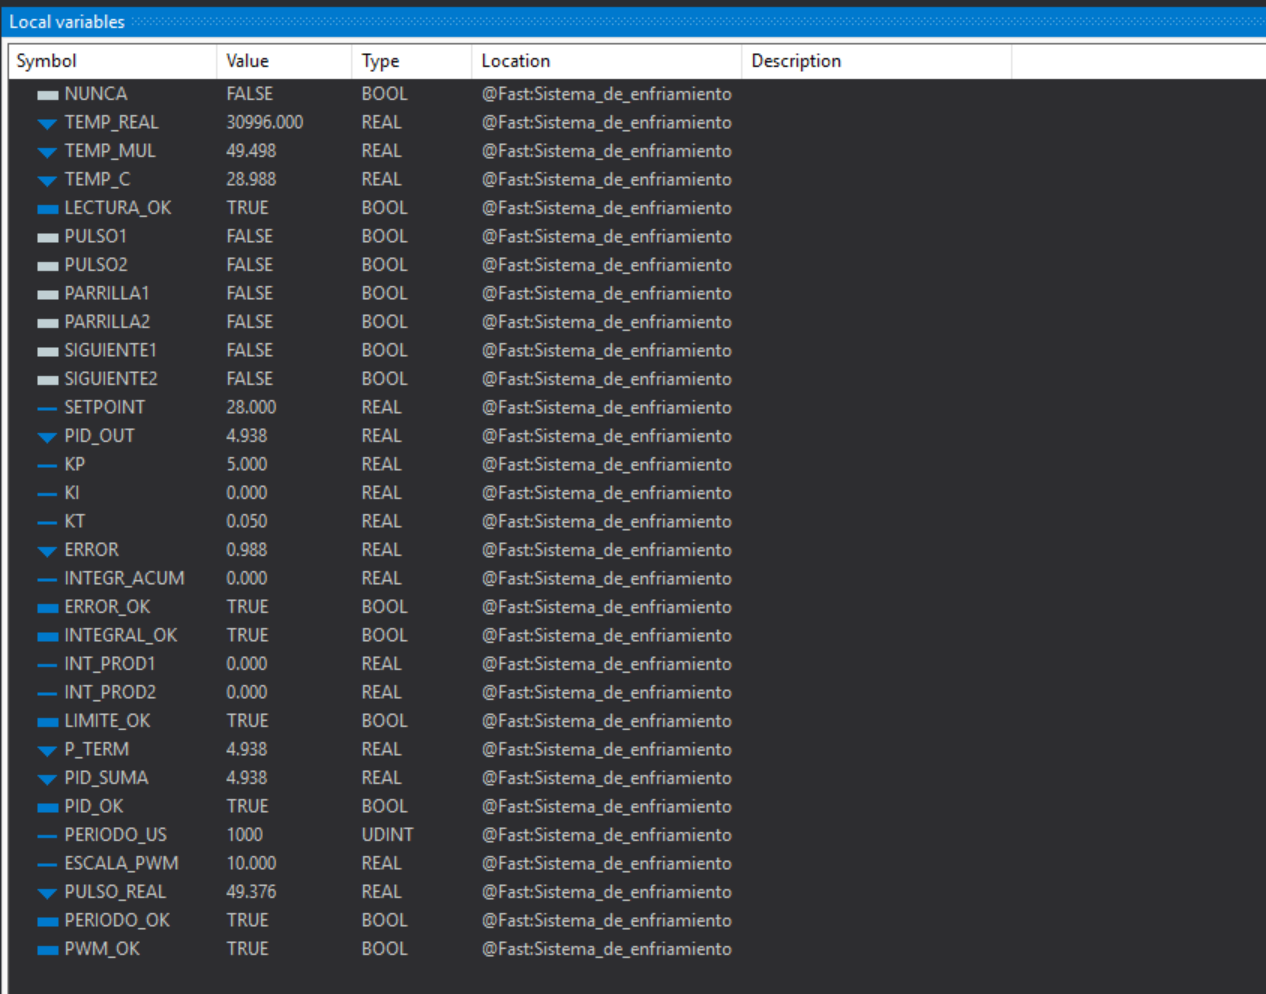 Local variables
Symbol Value Type Location Description
NUNCA FALSE BOOL @Fast:Sistema_de_enfriamiento
TEMP_REAL 30996.000 REAL @Fast:Sistema_de_enfriamiento
TEMP_MUL 49.498 REAL @Fast:Sistema_de_enfriamiento
TEMP_C 28.988 REAL @Fast:Sistema_de_enfriamiento
LECTURA_OK TRUE BOOL @Fast:Sistema_de_enfriamiento
PULSO1 FALSE BOOL @Fast:Sistema_de_enfriamiento
PULSO2 FALSE BOOL @Fast:Sistema_de_enfriamiento
PARRILLA1 FALSE BOOL @Fast:Sistema_de_enfriamiento
PARRILLA2 FALSE BOOL @Fast:Sistema_de_enfriamiento
SIGUIENTE1 FALSE BOOL @Fast:Sistema_de_enfriamiento
SIGUIENTE2 FALSE BOOL @Fast:Sistema_de_enfriamiento
SETPOINT 28.000 REAL @Fast:Sistema_de_enfriamiento
PID_OUT 4.938 REAL @Fast:Sistema_de_enfriamiento
KP 5.000 REAL @Fast:Sistema_de_enfriamiento
KI 0.000 REAL @Fast:Sistema_de_enfriamiento
KT 0.050 REAL @Fast:Sistema_de_enfriamiento
ERROR 0.988 REAL @Fast:Sistema_de_enfriamiento
INTEGR_ACUM 0.000 REAL @Fast:Sistema_de_enfriamiento
ERROR_OK TRUE BOOL @Fast:Sistema_de_enfriamiento
INTEGRAL_OK TRUE BOOL @Fast:Sistema_de_enfriamiento
INT_PROD1 0.000 REAL @Fast:Sistema_de_enfriamiento
INT_PROD2 0.000 REAL @Fast:Sistema_de_enfriamiento
LIMITE_OK TRUE BOOL @Fast:Sistema_de_enfriamiento
P_TERM 4.938 REAL @Fast:Sistema_de_enfriamiento
PID_SUMA 4.938 REAL @Fast:Sistema_de_enfriamiento
PID_OK TRUE BOOL @Fast:Sistema_de_enfriamiento
PERIODO_US 1000 UDINT @Fast:Sistema_de_enfriamiento
ESCALA_PWM 10.000 REAL @Fast:Sistema_de_enfriamiento
PULSO_REAL 49.376 REAL @Fast:Sistema_de_enfriamiento
PERIODO_OK TRUE BOOL @Fast:Sistema_de_enfriamiento
PWM_OK TRUE BOOL @Fast:Sistema_de_enfriamiento